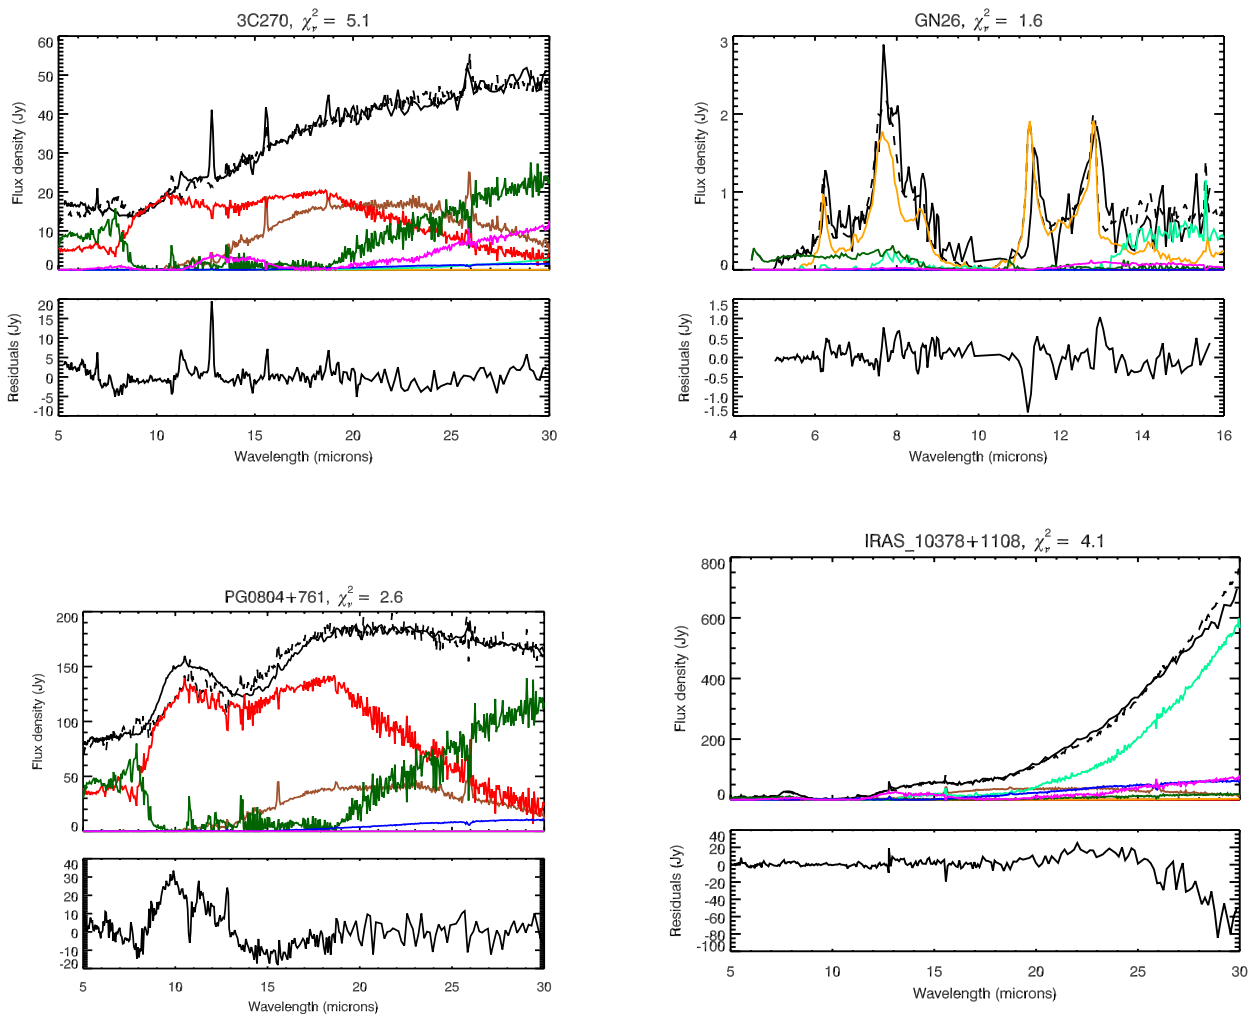 3C270, χ²ᵥ = 5.1
60
50
40
30
20
10
0
Flux density (Jy)
20
15
10
5
0
-5
-10
Residuals (Jy)
5 10 15 20 25 30
Wavelength (microns)
GN26, χ²ᵥ = 1.6
3
2
1
0
Flux density (Jy)
1.5
1.0
0.5
0.0
-0.5
-1.0
-1.5
Residuals (Jy)
4 6 8 10 12 14 16
Wavelength (microns)
PG0804+761, χ²ᵥ = 2.6
200
150
100
50
0
Flux density (Jy)
40
30
20
10
0
-10
-20
Residuals (Jy)
5 10 15 20 25 30
Wavelength (microns)
IRAS_10378+1108, χ²ᵥ = 4.1
800
600
400
200
0
Flux density (Jy)
40
20
0
-20
-40
-60
-80
-100
Residuals (Jy)
5 10 15 20 25 30
Wavelength (microns)